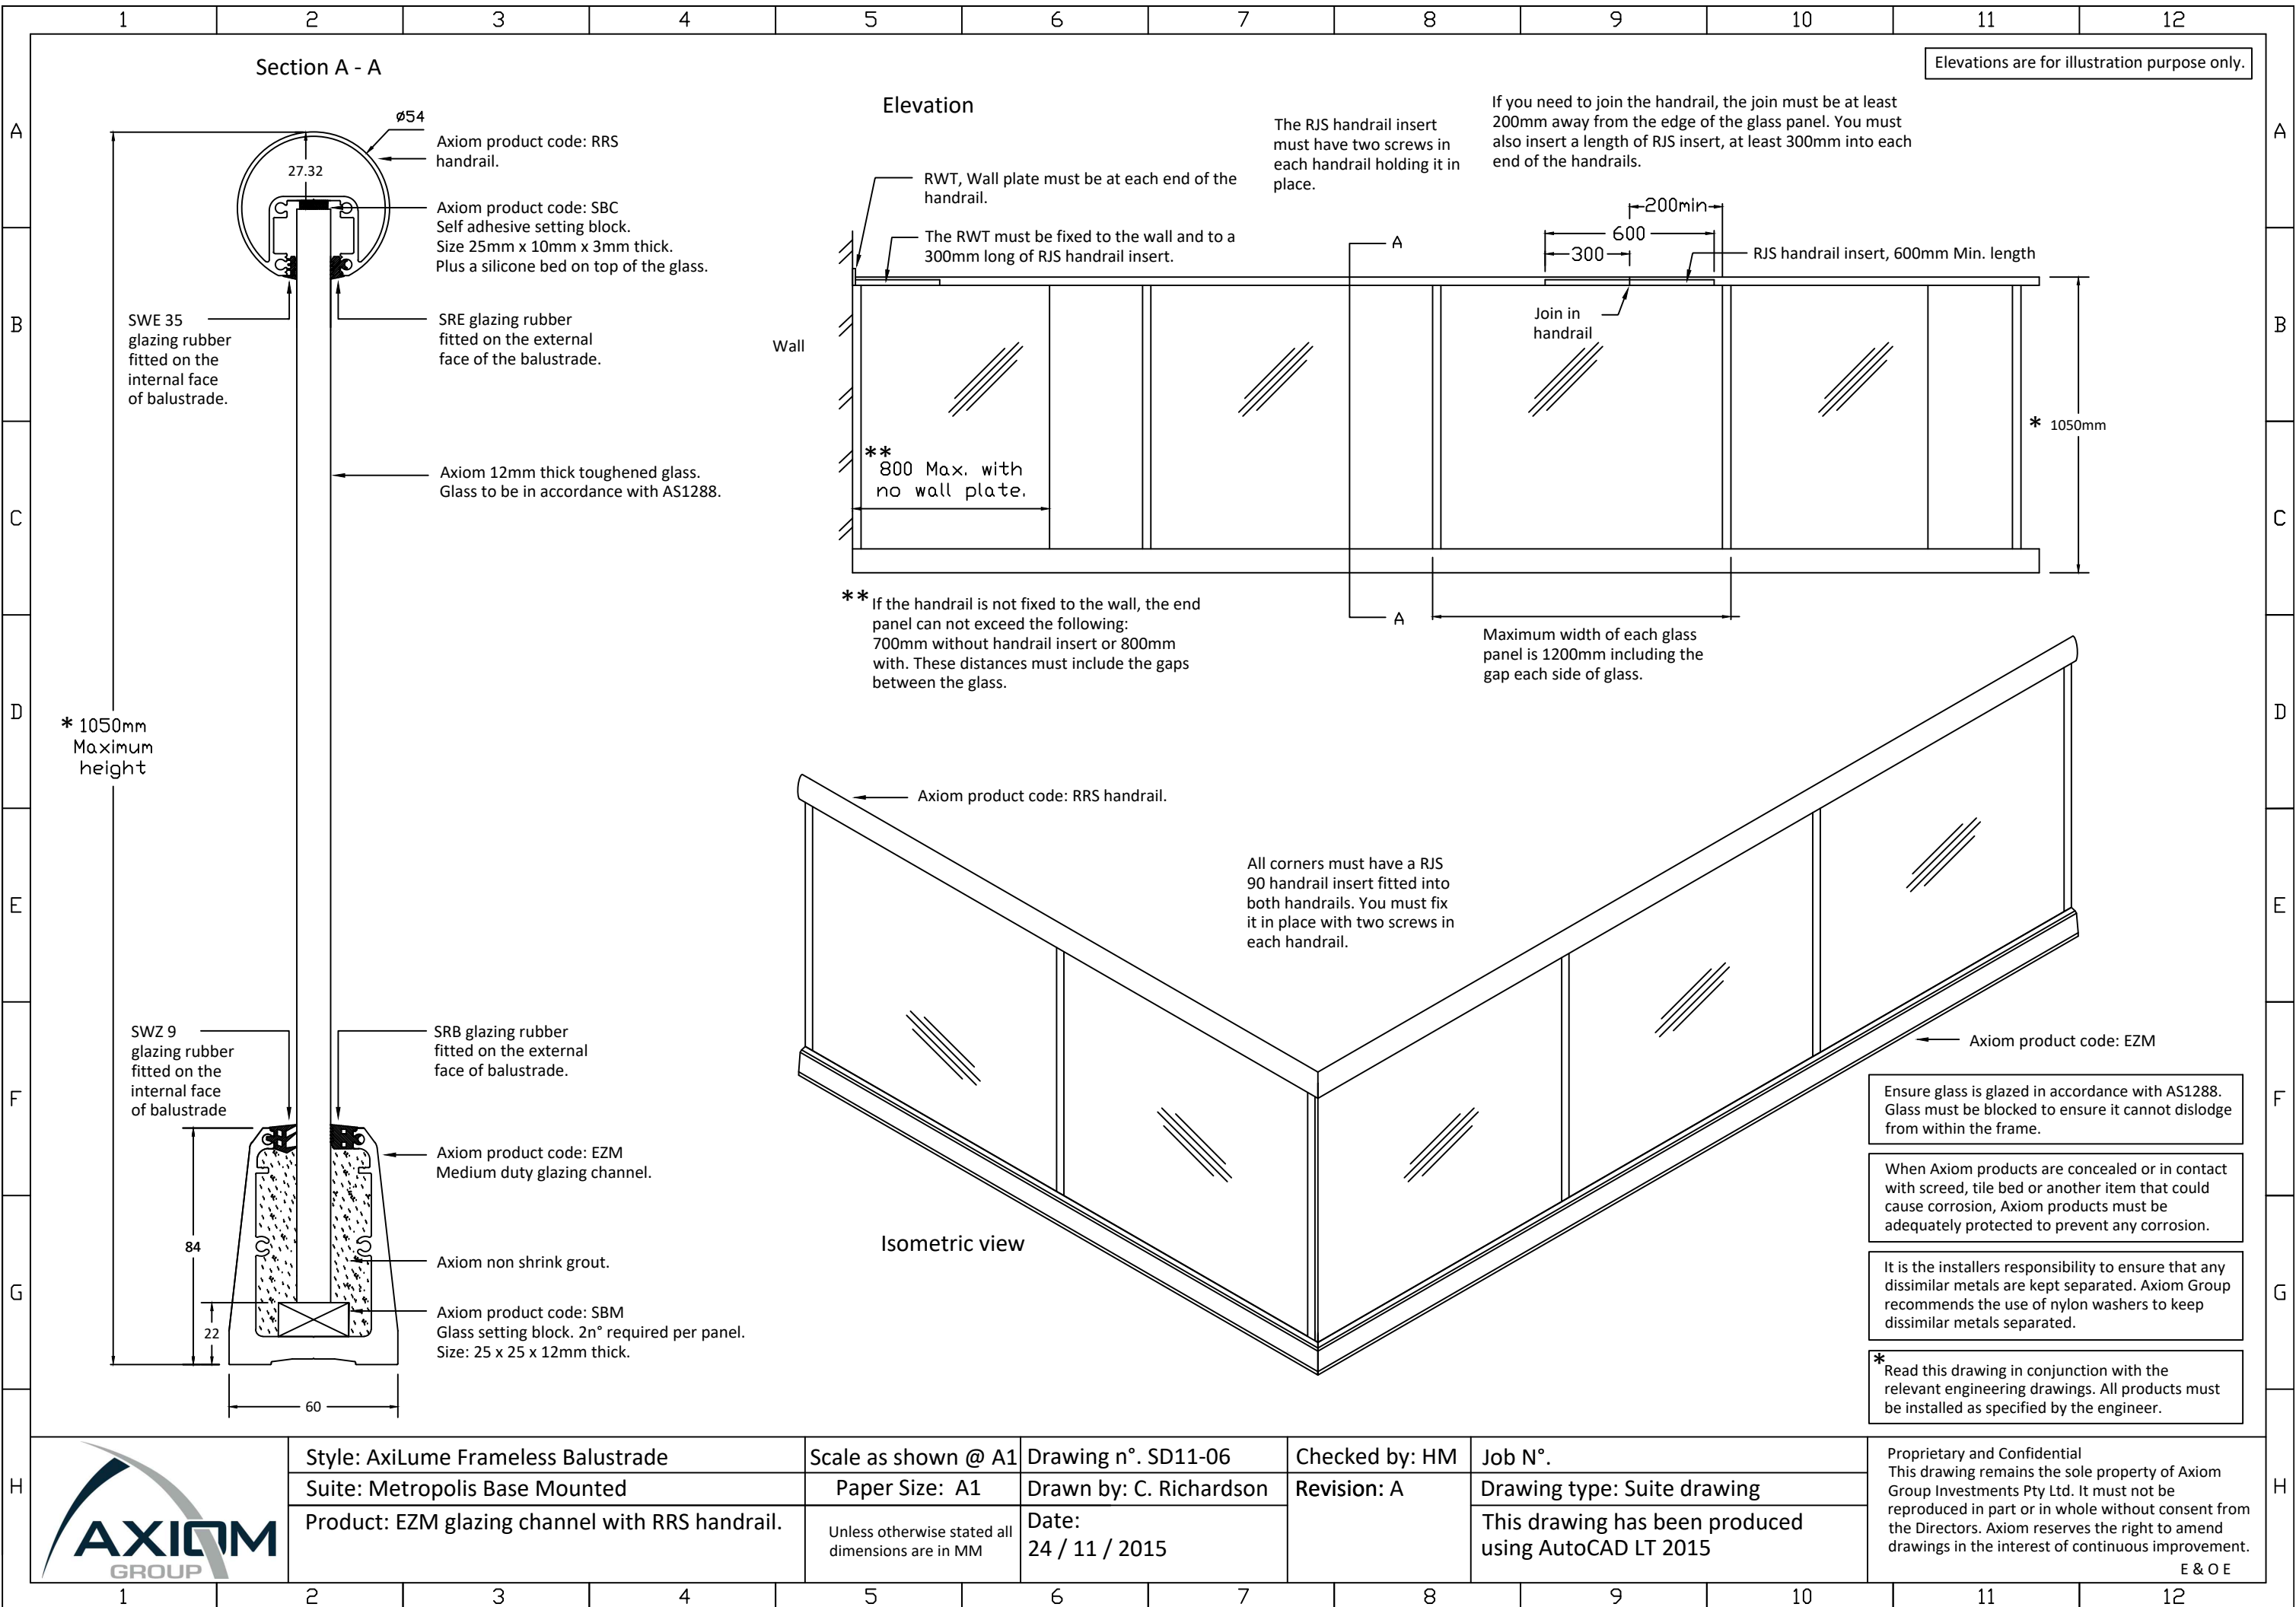 1 2 3 4 5 6 7 8 9 10 11 12
A
B
C
D
E
F
G
H
Section A - A
Elevations are for illustration purpose only.
ø54
Axiom product code: RRS
handrail.
27.32
Axiom product code: SBC
Self adhesive setting block.
Size 25mm x 10mm x 3mm thick.
Plus a silicone bed on top of the glass.
SWE 35
glazing rubber
fitted on the
internal face
of balustrade.
SRE glazing rubber
fitted on the external
face of the balustrade.
Axiom 12mm thick toughened glass.
Glass to be in accordance with AS1288.
* 1050mm
Maximum
height
SWZ 9
glazing rubber
fitted on the
internal face
of balustrade
SRB glazing rubber
fitted on the external
face of balustrade.
Axiom product code: EZM
Medium duty glazing channel.
84
Axiom non shrink grout.
22
Axiom product code: SBM
Glass setting block. 2n° required per panel.
Size: 25 x 25 x 12mm thick.
60
Elevation
RWT, Wall plate must be at each end of the
handrail.
The RWT must be fixed to the wall and to a
300mm long of RJS handrail insert.
The RJS handrail insert
must have two screws in
each handrail holding it in
place.
If you need to join the handrail, the join must be at least
200mm away from the edge of the glass panel. You must
also insert a length of RJS insert, at least 300mm into each
end of the handrails.
200min
600
300
A
RJS handrail insert, 600mm Min. length
Join in
handrail
Wall
* 1050mm
**
800 Max. with
no wall plate.
A
** If the handrail is not fixed to the wall, the end
panel can not exceed the following:
700mm without handrail insert or 800mm
with. These distances must include the gaps
between the glass.
Maximum width of each glass
panel is 1200mm including the
gap each side of glass.
Axiom product code: RRS handrail.
All corners must have a RJS
90 handrail insert fitted into
both handrails. You must fix
it in place with two screws in
each handrail.
Axiom product code: EZM
Isometric view
Ensure glass is glazed in accordance with AS1288.
Glass must be blocked to ensure it cannot dislodge
from within the frame.
When Axiom products are concealed or in contact
with screed, tile bed or another item that could
cause corrosion, Axiom products must be
adequately protected to prevent any corrosion.
It is the installers responsibility to ensure that any
dissimilar metals are kept separated. Axiom Group
recommends the use of nylon washers to keep
dissimilar metals separated.
* Read this drawing in conjunction with the
relevant engineering drawings. All products must
be installed as specified by the engineer.
AXIOM
GROUP
Style: AxiLume Frameless Balustrade
Suite: Metropolis Base Mounted
Product: EZM glazing channel with RRS handrail.
Scale as shown @ A1
Paper Size: A1
Unless otherwise stated all
dimensions are in MM
Drawing n°. SD11-06
Drawn by: C. Richardson
Date:
24 / 11 / 2015
Checked by: HM
Revision: A
Job N°.
Drawing type: Suite drawing
This drawing has been produced
using AutoCAD LT 2015
Proprietary and Confidential
This drawing remains the sole property of Axiom
Group Investments Pty Ltd. It must not be
reproduced in part or in whole without consent from
the Directors. Axiom reserves the right to amend
drawings in the interest of continuous improvement.
E & O E
A
B
C
D
E
F
G
H
1 2 3 4 5 6 7 8 9 10 11 12